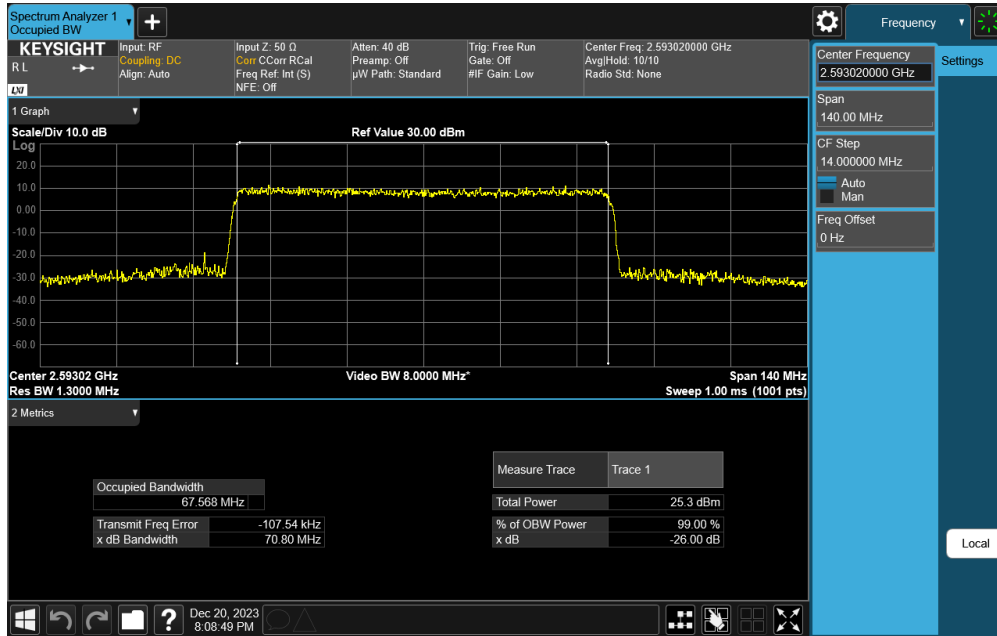 Spectrum Analyzer 1
Occupied BW
Frequency
KEYSIGHT
R L
LXI
Input: RF
Coupling: DC
Align: Auto
Input Z: 50 Ω
Corr CCorr RCal
Freq Ref: Int (S)
NFE: Off
Atten: 40 dB
Preamp: Off
µW Path: Standard
Trig: Free Run
Gate: Off
#IF Gain: Low
Center Freq: 2.593020000 GHz
Avg|Hold: 10/10
Radio Std: None
Center Frequency
2.593020000 GHz
Settings
Span
140.00 MHz
CF Step
14.000000 MHz
Auto
Man
Freq Offset
0 Hz
Local
1 Graph
Scale/Div 10.0 dB
Ref Value 30.00 dBm
Log
20.0
10.0
0.00
-10.0
-20.0
-30.0
-40.0
-50.0
-60.0
Center 2.59302 GHz
Video BW 8.0000 MHz*
Span 140 MHz
Res BW 1.3000 MHz
Sweep 1.00 ms (1001 pts)
2 Metrics
Occupied Bandwidth
67.568 MHz
Transmit Freq Error -107.54 kHz
x dB Bandwidth 70.80 MHz
Measure Trace Trace 1
Total Power 25.3 dBm
% of OBW Power 99.00 %
x dB -26.00 dB
?
Dec 20, 2023
8:08:49 PM